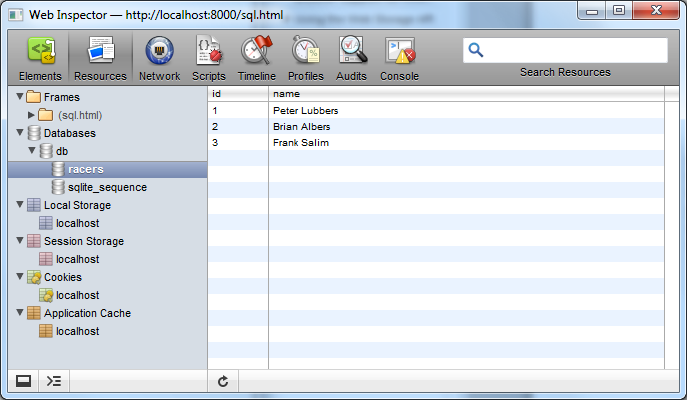 Web Inspector — http://localhost:8000/sql.html
Elements Resources Network Scripts Timeline Profiles Audits Console Search Resources
Frames
(sql.html)
Databases
db
racers
sqlite_sequence
Local Storage
localhost
Session Storage
localhost
Cookies
localhost
Application Cache
localhost
id name
1 Peter Lubbers
2 Brian Albers
3 Frank Salim